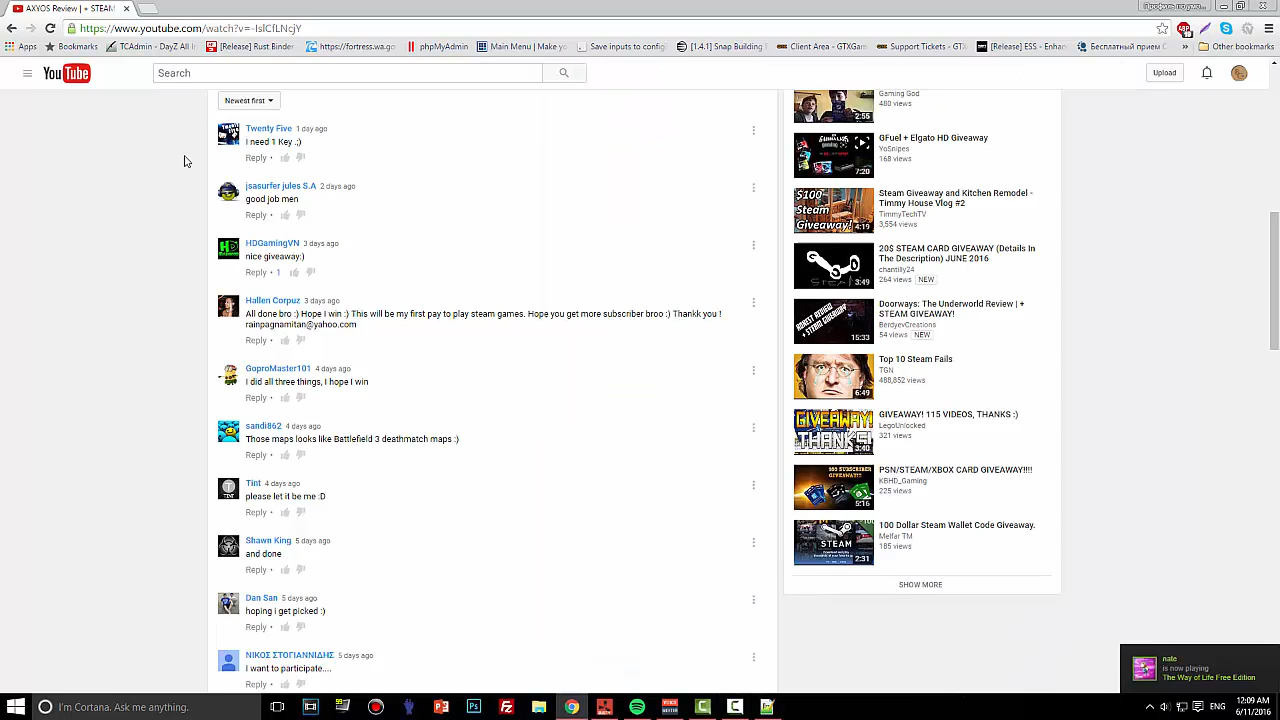 AXYOS Review | + STEAM
https://www.youtube.com/watch?v=-IslCfLNcjY
Apps
Bookmarks
TCAdmin - DayZ Al In
[Release] Rust Binder
https://fortress.wa.go
phpMyAdmin
Main Menu | Make y
Save inputs to config
[1.4-] Snap Building
Client Area - GTXGam
Support Tickets - GTX
[Release] ESS - Enhan
Бесплатный прием С
Other bookmarks
YouTube
Search
Upload
Newest first
Twenty Five 1 day ago
I need 1 Key ;;)
Reply
jsasurfer jules S.A 2 days ago
good job men
Reply
HDGamingVN 3 days ago
nice giveaway:)
Reply 1
Hallen Corpuz 3 days ago
All done bro :) Hope I win :) This will be my first pay to play steam games. Hope you get more subscriber broo :) Thankk you !
rainpagnamitan@yahoo.com
Reply
GoproMaster101 4 days ago
I did all three things, I hope I win
Reply
sandi862 4 days ago
Those maps looks like Battlefield 3 deathmatch maps :)
Reply
Tint 4 days ago
please let it be me :D
Reply
Shawn King 5 days ago
and done
Reply
Dan San 5 days ago
hoping i get picked :)
Reply
ΝΙΚΟΣ ΣΤΟΓΙΑΝΝΙΔΗΣ 5 days ago
I want to participate....
Reply
Gaming God
480 views
2:55
GFuel + Elgato HD Giveaway
YoSnipes
168 views
7:20
Steam Giveaway and Kitchen Remodel -
Timmy House Vlog #2
TimmyTechTV
3,554 views
$100
Steam
Giveaway!
4:19
20$ STEAM CARD GIVEAWAY (Details In
The Description) JUNE 2016
chantilly24
264 views NEW
3:49
Doorways: The Underworld Review | +
STEAM GIVEAWAY!
BerdyevCreations
54 views NEW
15:33
Top 10 Steam Fails
TGN
488,852 views
6:49
GIVEAWAY! 115 VIDEOS, THANKS :)
LegoUnlocked
321 views
GIVEAWAY!
THANKS!
3:40
PSN/STEAM/XBOX CARD GIVEAWAY!!!!
KBHD_Gaming
225 views
5:16
100 Dollar Steam Wallet Code Giveaway.
Melfar TM
185 views
STEAM
2:31
SHOW MORE
nate
is now playing
The Way of Life Free Edition
I'm Cortana. Ask me anything.
ENG
12:09 AM
6/11/2016